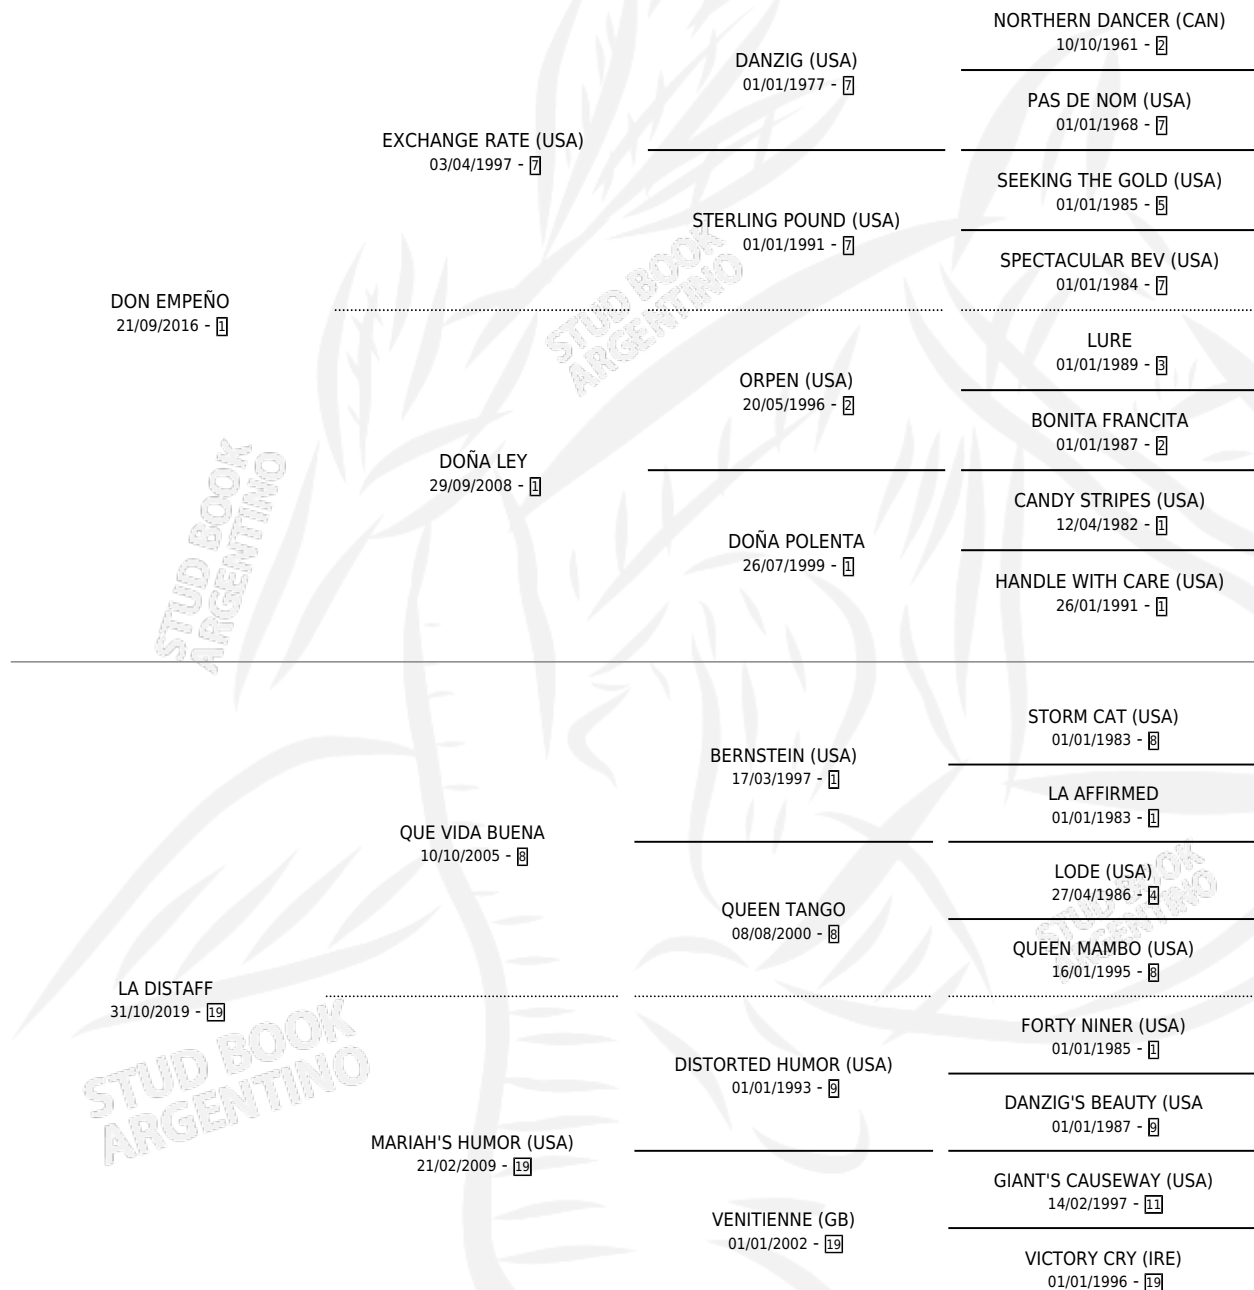 NORTHERN DANCER (CAN)
10/10/1961 - 2
DANZIG (USA)
01/01/1977 - 7
PAS DE NOM (USA)
01/01/1968 - 7
EXCHANGE RATE (USA)
03/04/1997 - 7
SEEKING THE GOLD (USA)
01/01/1985 - 5
STERLING POUND (USA)
01/01/1991 - 7
SPECTACULAR BEV (USA)
01/01/1984 - 7
DON EMPEÑO
21/09/2016 - 1
STUD BOOK
ARGENTINO
LURE
01/01/1989 - 3
ORPEN (USA)
20/05/1996 - 2
BONITA FRANCITA
01/01/1987 - 2
DOÑA LEY
29/09/2008 - 1
CANDY STRIPES (USA)
12/04/1982 - 1
DOÑA POLENTA
26/07/1999 - 1
HANDLE WITH CARE (USA)
26/01/1991 - 1
STUD BOOK
ARGENTINO
STORM CAT (USA)
01/01/1983 - 8
BERNSTEIN (USA)
17/03/1997 - 1
LA AFFIRMED
01/01/1983 - 1
QUE VIDA BUENA
10/10/2005 - 8
LODE (USA)
27/04/1986 - 4
QUEEN TANGO
08/08/2000 - 8
STUD BOOK
ARGENTINO
QUEEN MAMBO (USA)
16/01/1995 - 8
LA DISTAFF
31/10/2019 - 19
STUD BOOK
ARGENTINO
FORTY NINER (USA)
01/01/1985 - 1
DISTORTED HUMOR (USA)
01/01/1993 - 9
DANZIG'S BEAUTY (USA
01/01/1987 - 9
MARIAH'S HUMOR (USA)
21/02/2009 - 19
GIANT'S CAUSEWAY (USA)
14/02/1997 - 11
VENITIENNE (GB)
01/01/2002 - 19
VICTORY CRY (IRE)
01/01/1996 - 19